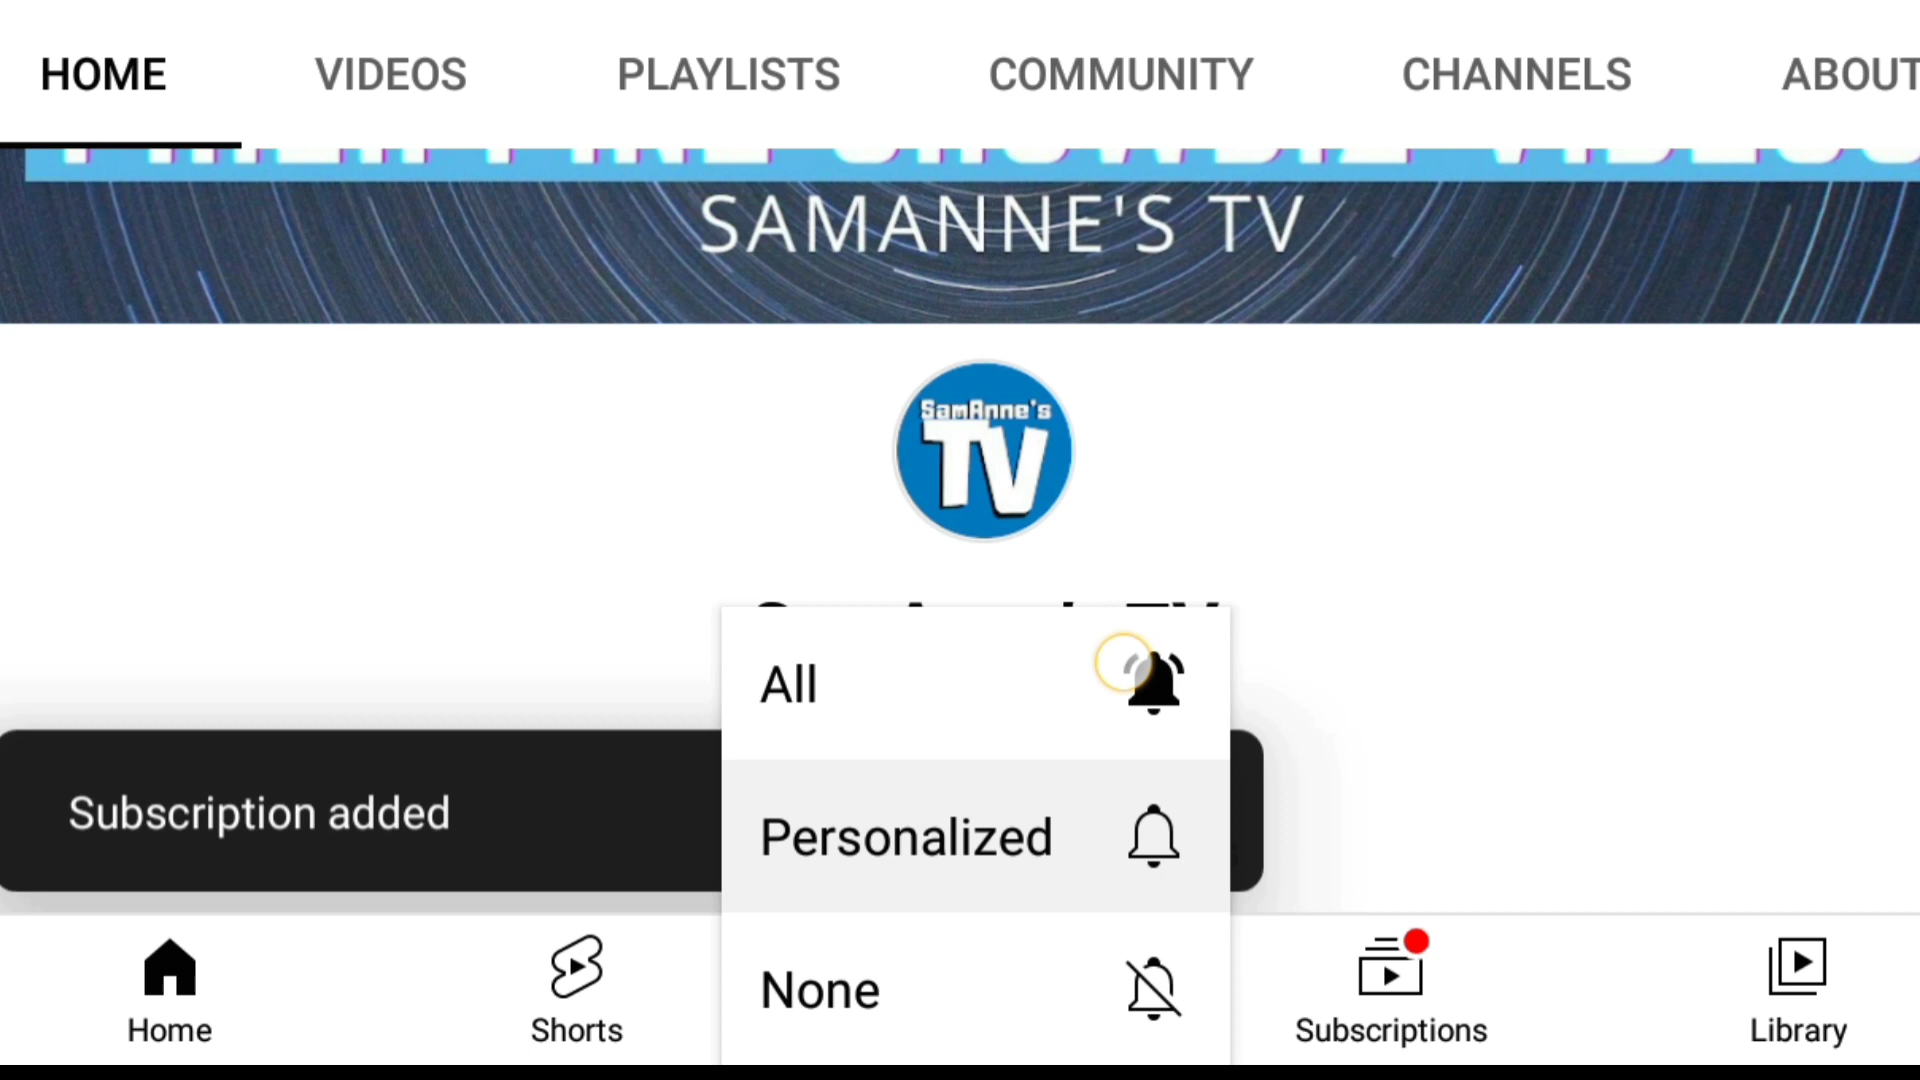 HOME VIDEOS PLAYLISTS COMMUNITY CHANNELS ABOUT
SAMANNE'S TV
SamAnne's
TV
All
Subscription added
Personalized
None
Home Shorts Subscriptions Library